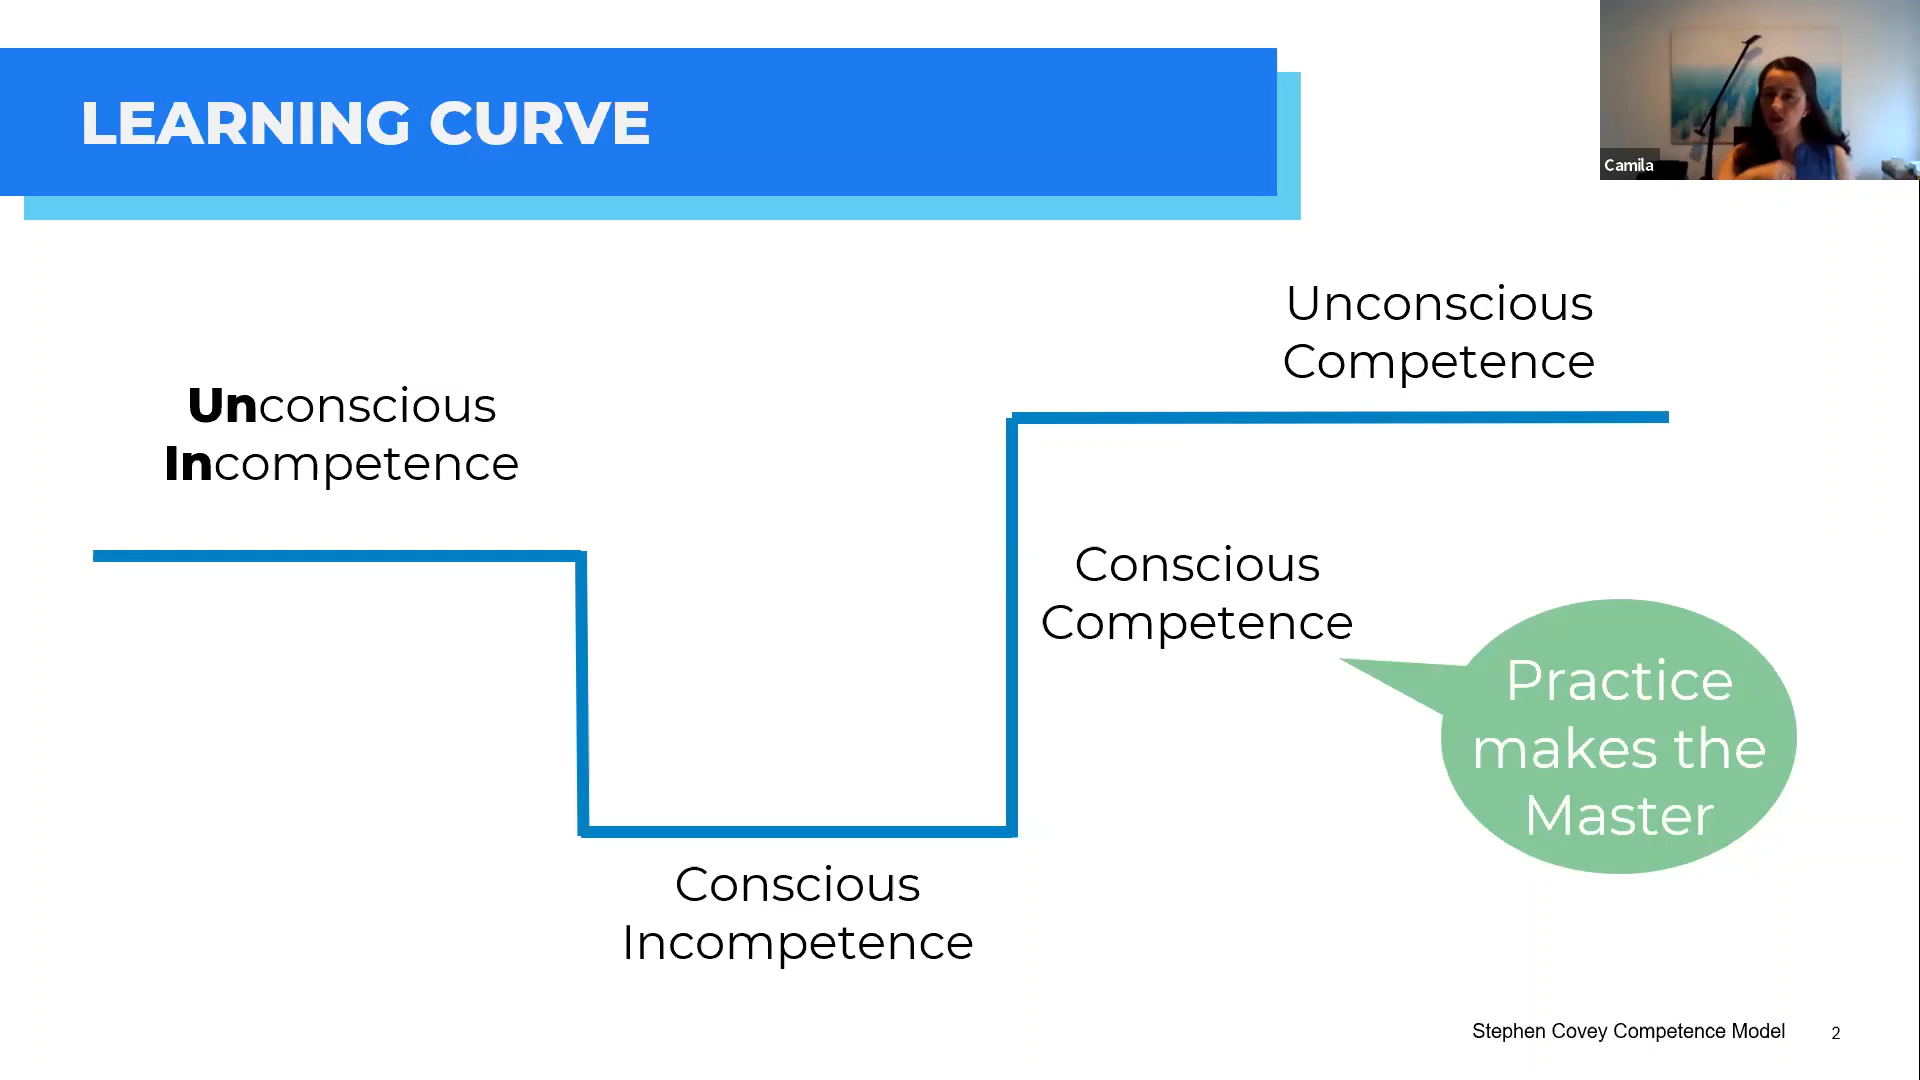 LEARNING CURVE
Camila
Unconscious
Competence
Unconscious
Incompetence
Conscious
Competence
Practice
makes the
Master
Conscious
Incompetence
Stephen Covey Competence Model
2